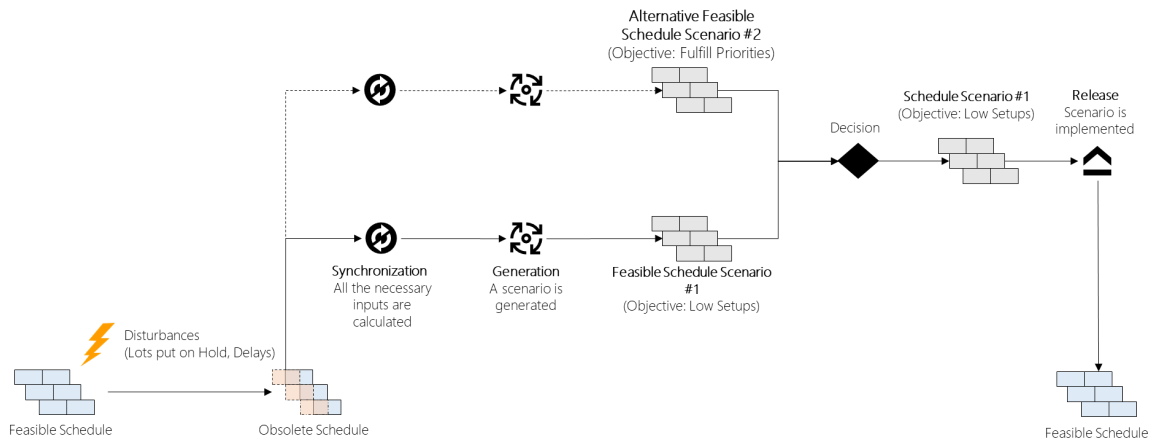 Alternative Feasible
Schedule Scenario #2
(Objective: Fulfill Priorities)
Schedule Scenario #1
(Objective: Low Setups)
Release
Scenario is
implemented
Decision
Synchronization
All the necessary
inputs are
calculated
Generation
A scenario is
generated
Feasible Schedule Scenario
#1
(Objective: Low Setups)
Disturbances
(Lots put on Hold, Delays)
Feasible Schedule
Obsolete Schedule
Feasible Schedule